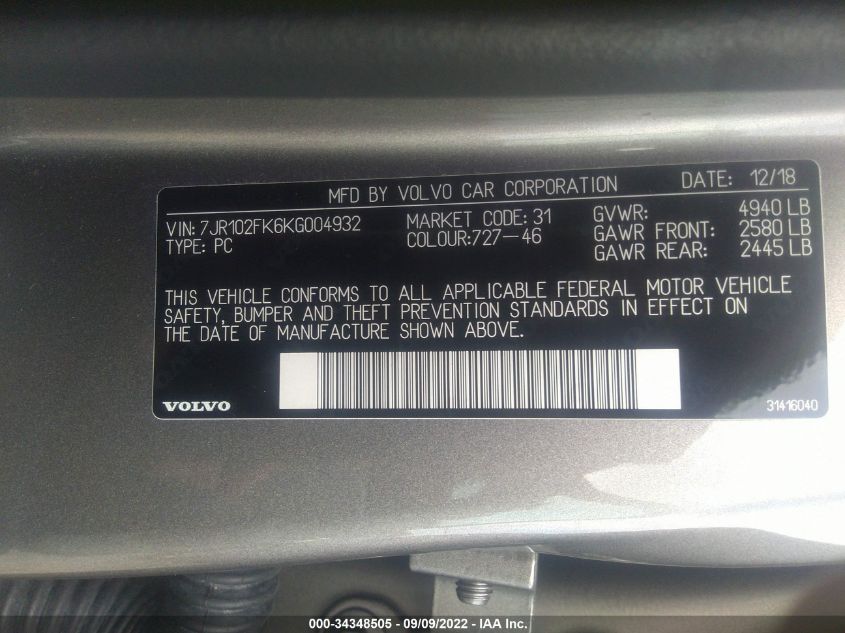 MFD BY VOLVO CAR CORPORATION DATE: 12/18
VIN: 7JR102FK6KG004932 MARKET CODE: 31 GVWR: 4940 LB
TYPE: PC COLOUR:727-46 GAWR FRONT: 2580 LB
GAWR REAR: 2445 LB
THIS VEHICLE CONFORMS TO ALL APPLICABLE FEDERAL MOTOR VEHICLE
SAFETY, BUMPER AND THEFT PREVENTION STANDARDS IN EFFECT ON
THE DATE OF MANUFACTURE SHOWN ABOVE.
VOLVO 31416040
000-34348505 - 09/09/2022 - IAA Inc.